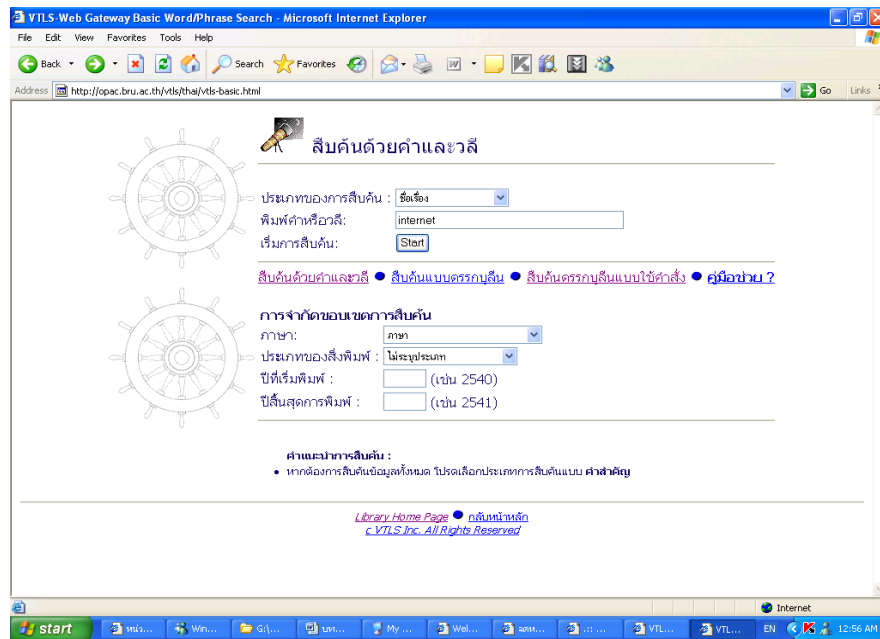 VTLS-Web Gateway Basic Word/Phrase Search - Microsoft Internet Explorer
File Edit View Favorites Tools Help
Back Search Favorites
Address http://opac.bru.ac.th/vtls/thai/vtls-basic.html Go Links
สืบค้นด้วยคำและวลี
ประเภทของการสืบค้น : ชื่อเรื่อง
พิมพ์คำหรือวลี: internet
เริ่มการสืบค้น: Start
สืบค้นด้วยคำและวลี ● สืบค้นแบบตรรกบูลีน ● สืบค้นตรรกบูลีนแบบใช้คำสั่ง ● คู่มือช่วย ?
การจำกัดขอบเขตการสืบค้น
ภาษา: ภาษา
ประเภทของสิ่งพิมพ์ : ไม่ระบุประเภท
ปีที่เริ่มพิมพ์ : (เช่น 2540)
ปีสิ้นสุดการพิมพ์ : (เช่น 2541)
คำแนะนำการสืบค้น :
• หากต้องการสืบค้นข้อมูลทั้งหมด โปรดเลือกประเภทการสืบค้นแบบ คำสำคัญ
Library Home Page ● กลับหน้าหลัก
c VTLS Inc. All Rights Reserved
Internet
start หน่ว... Win... G:\... บท... My ... Wel... .:: ... VTL... VTL... EN 12:56 AM